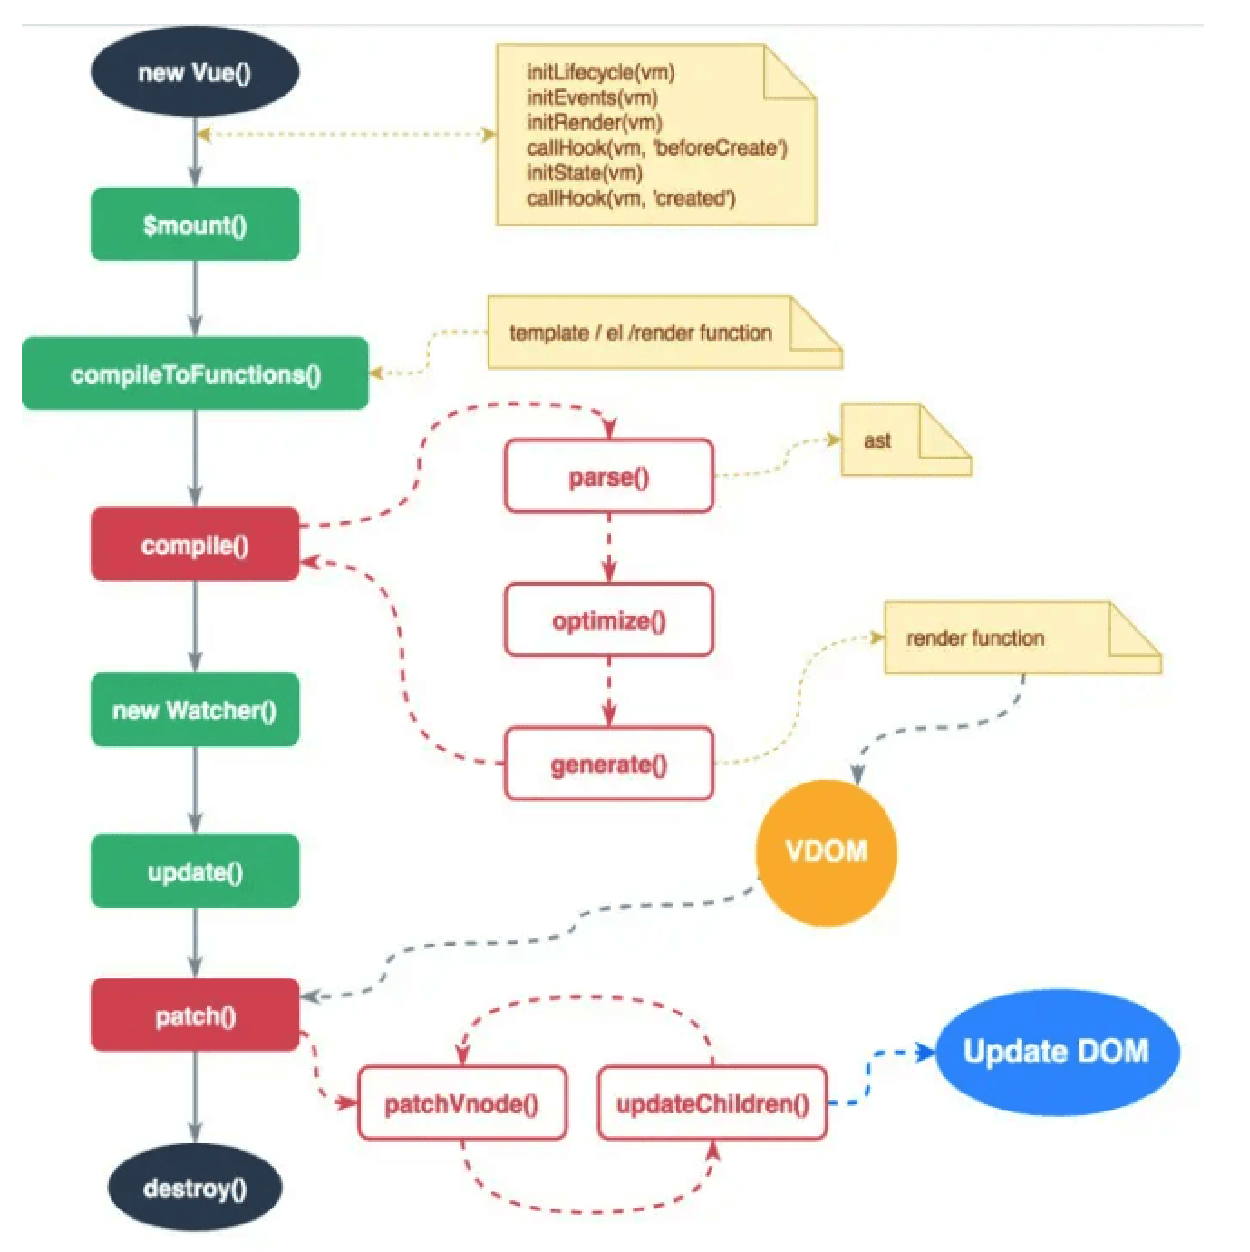 new Vue()
initLifecycle(vm)
initEvents(vm)
initRender(vm)
callHook(vm, 'beforeCreate')
initState(vm)
callHook(vm, 'created')
$mount()
template / el /render function
compileToFunctions()
parse()
ast
compile()
optimize()
render function
new Watcher()
generate()
VDOM
update()
patch()
Update DOM
patchVnode()
updateChildren()
destroy()